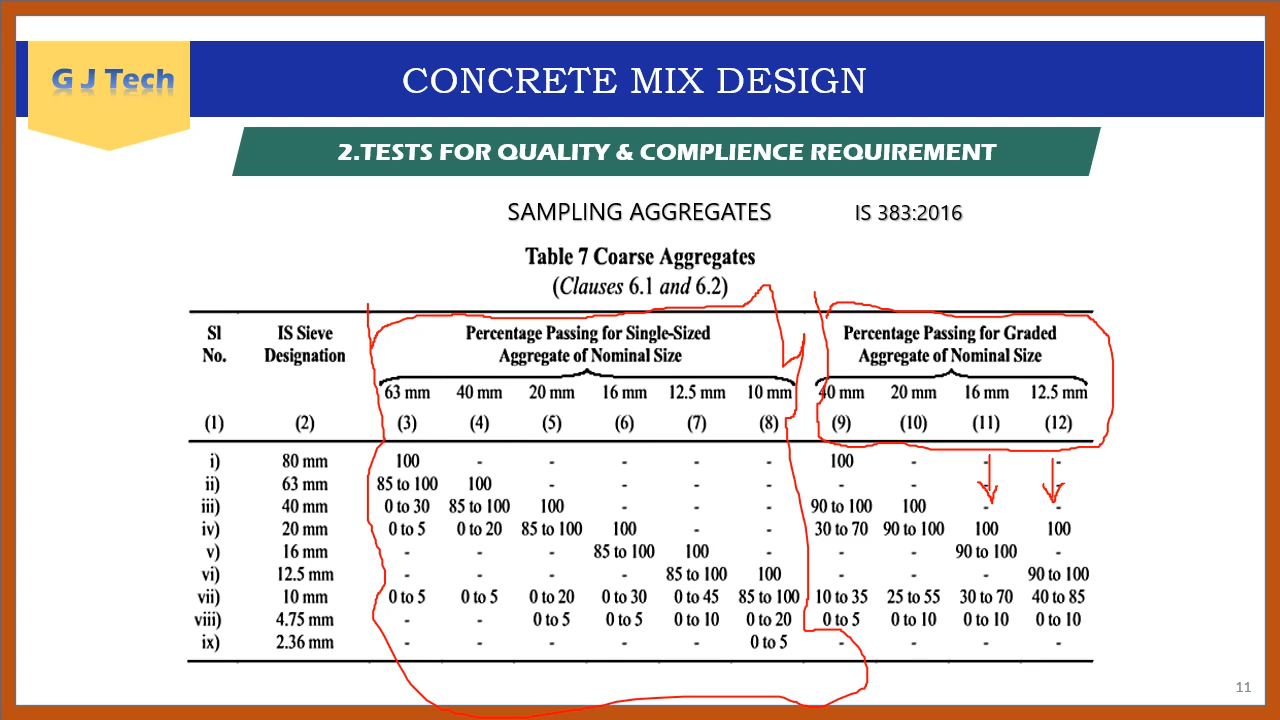 G J Tech
CONCRETE MIX DESIGN
2.TESTS FOR QUALITY & COMPLIENCE REQUIREMENT
SAMPLING AGGREGATES IS 383:2016
Table 7 Coarse Aggregates
(Clauses 6.1 and 6.2)
Sl No. IS Sieve Designation Percentage Passing for Single-Sized Aggregate of Nominal Size Percentage Passing for Graded Aggregate of Nominal Size
63 mm 40 mm 20 mm 16 mm 12.5 mm 10 mm 40 mm 20 mm 16 mm 12.5 mm
(1) (2) (3) (4) (5) (6) (7) (8) (9) (10) (11) (12)
i) 80 mm 100 - - - - - 100 - - -
ii) 63 mm 85 to 100 100 - - - - - - - -
iii) 40 mm 0 to 30 85 to 100 100 - - - 90 to 100 100 - -
iv) 20 mm 0 to 5 0 to 20 85 to 100 100 - - 30 to 70 90 to 100 100 100
v) 16 mm - - - 85 to 100 100 - - - 90 to 100 -
vi) 12.5 mm - - - - 85 to 100 100 - - - 90 to 100
vii) 10 mm 0 to 5 0 to 5 0 to 20 0 to 30 0 to 45 85 to 100 10 to 35 25 to 55 30 to 70 40 to 85
viii) 4.75 mm - - 0 to 5 0 to 5 0 to 10 0 to 20 0 to 5 0 to 10 0 to 10 0 to 10
ix) 2.36 mm - - - - - 0 to 5 - - - -
11